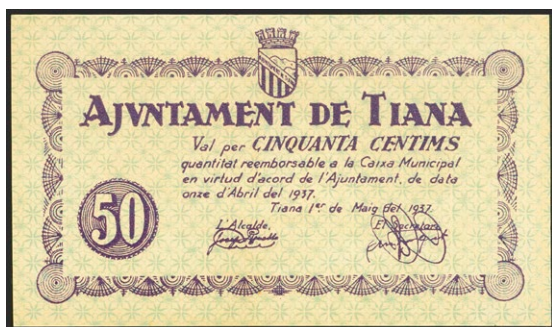 AJVNTAMENT DE TIANA
Val per CINQUANTA CENTIMS
quantitat reemborsable a la Caixa Municipal
en virtud d'acord de l'Ajuntament, de data
onze d'Abril del 1937.
Tiana 1er de Maig del 1937
L'Alcalde, El Secretari
50